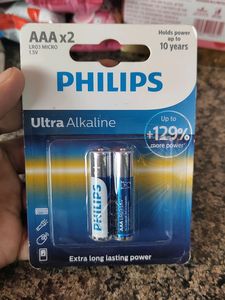 AAA x2
LR03 MICRO
1.5V
Holds power
up to
10 years
PHILIPS
Ultra Alkaline
Up to
+129%
more power*
PHILIPS
Extra long lasting power